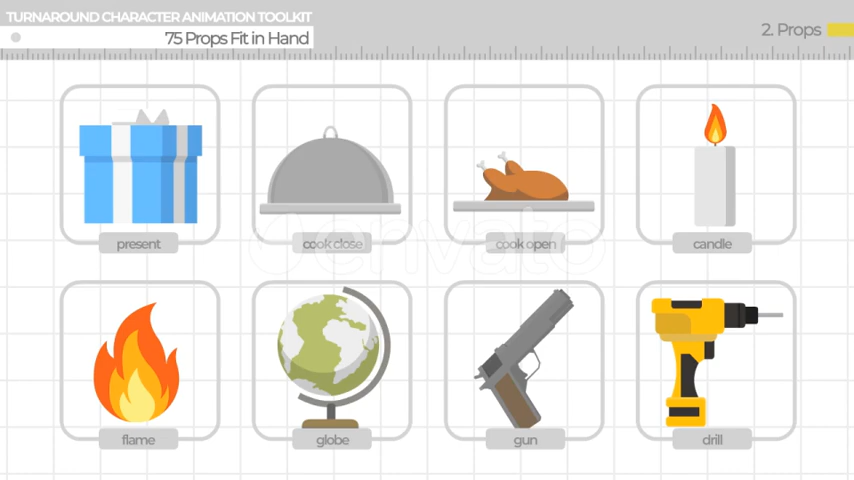 TURNAROUND CHARACTER ANIMATION TOOLKIT
75 Props Fit in Hand
2. Props
present
cook close
cook open
candle
envato
flame
globe
gun
drill